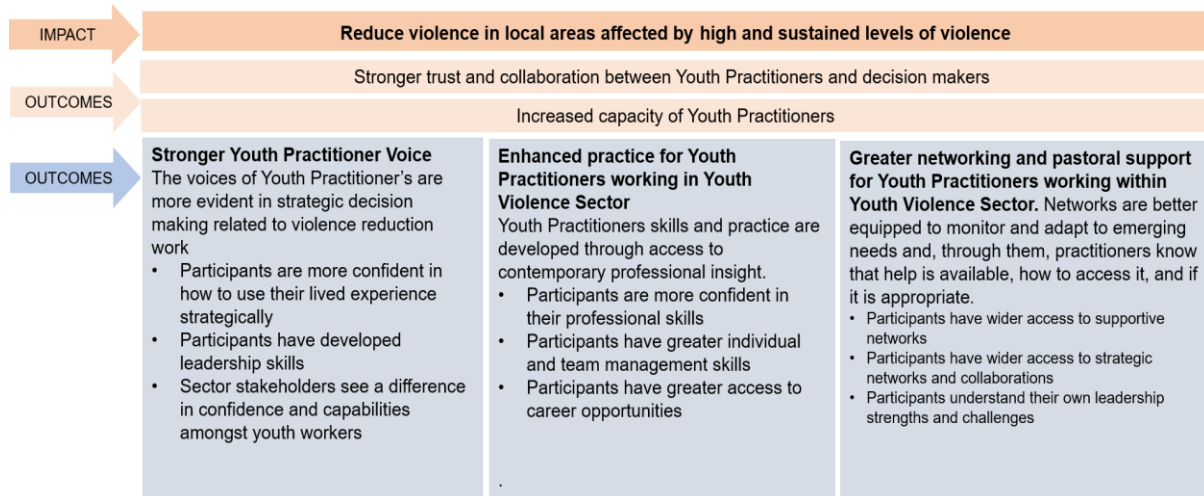 IMPACT
Reduce violence in local areas affected by high and sustained levels of violence
OUTCOMES
Stronger trust and collaboration between Youth Practitioners and decision makers
Increased capacity of Youth Practitioners
OUTCOMES
Stronger Youth Practitioner Voice
The voices of Youth Practitioner's are
more evident in strategic decision
making related to violence reduction
work
• Participants are more confident in
how to use their lived experience
strategically
• Participants have developed
leadership skills
• Sector stakeholders see a difference
in confidence and capabilities
amongst youth workers
Enhanced practice for Youth
Practitioners working in Youth
Violence Sector
Youth Practitioners skills and practice are
developed through access to
contemporary professional insight.
• Participants are more confident in
their professional skills
• Participants have greater individual
and team management skills
• Participants have greater access to
career opportunities
.
Greater networking and pastoral support
for Youth Practitioners working within
Youth Violence Sector. Networks are better
equipped to monitor and adapt to emerging
needs and, through them, practitioners know
that help is available, how to access it, and if
it is appropriate.
• Participants have wider access to supportive
networks
• Participants have wider access to strategic
networks and collaborations
• Participants understand their own leadership
strengths and challenges